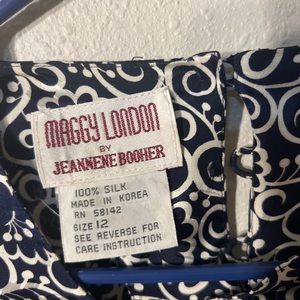 MAGGY LONDON
BY
JEANNENE BOOHER
100% SILK
MADE IN KOREA
RN 58142
SIZE 12
SEE REVERSE FOR
CARE INSTRUCTION